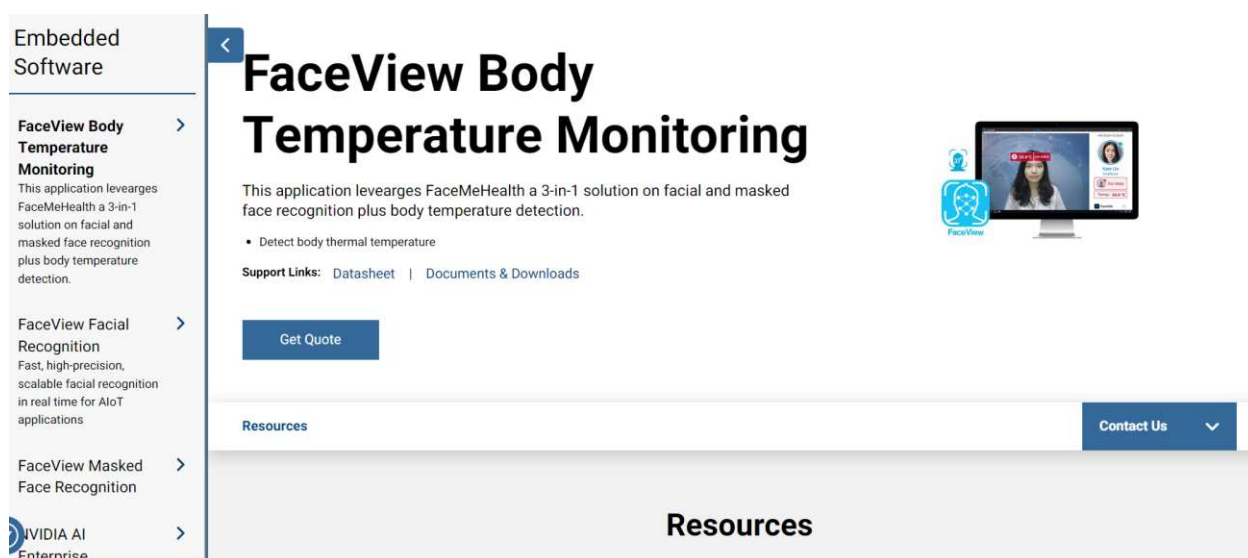 Embedded
Software
FaceView Body
Temperature
Monitoring
This application levearges
FaceMeHealth a 3-in-1
solution on facial and
masked face recognition
plus body temperature
detection.
FaceView Facial
Recognition
Fast, high-precision,
scalable facial recognition
in real time for AIoT
applications
FaceView Masked
Face Recognition
NVIDIA AI
Enterprise
FaceView Body
Temperature Monitoring
This application levearges FaceMeHealth a 3-in-1 solution on facial and masked
face recognition plus body temperature detection.
• Detect body thermal temperature
Support Links: Datasheet | Documents & Downloads
Get Quote
FaceView
Resources
Contact Us
Resources